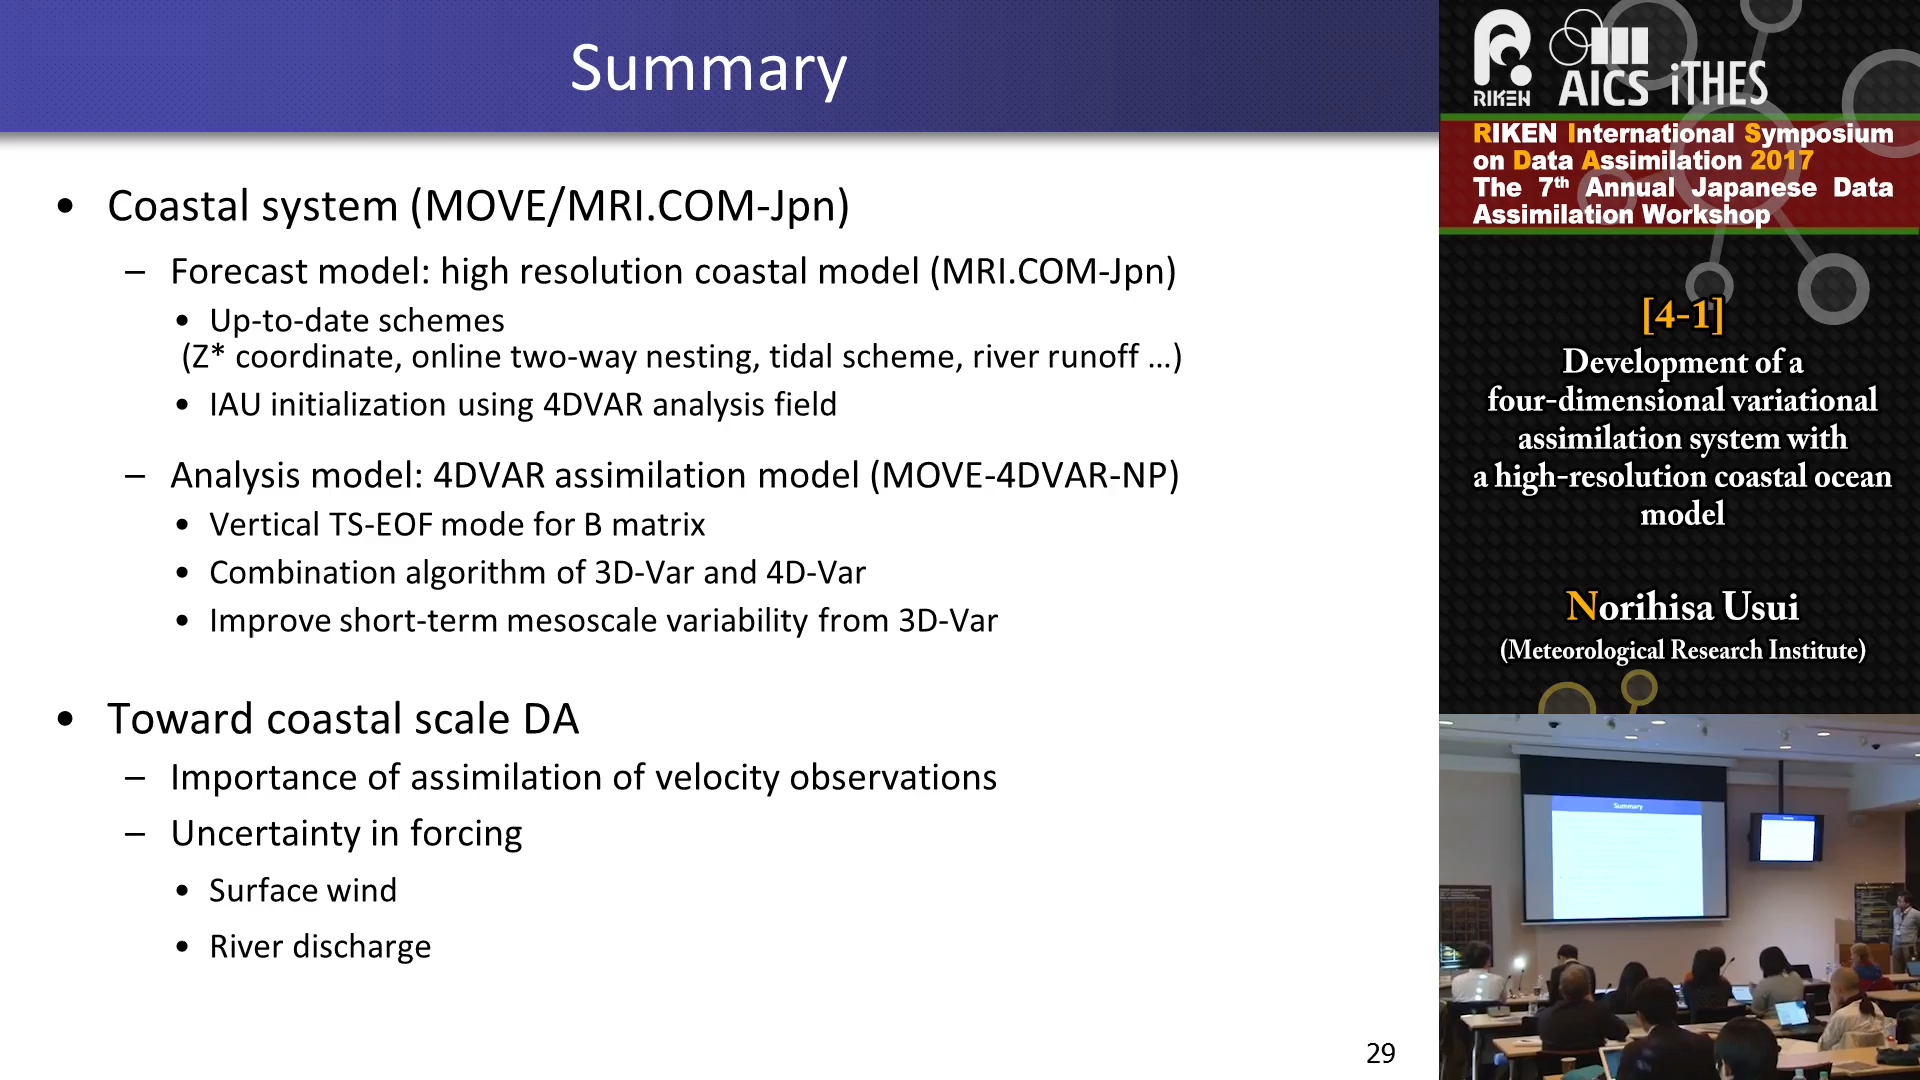 Summary
• Coastal system (MOVE/MRI.COM-Jpn)
– Forecast model: high resolution coastal model (MRI.COM-Jpn)
• Up-to-date schemes
(Z* coordinate, online two-way nesting, tidal scheme, river runoff ...)
• IAU initialization using 4DVAR analysis field
– Analysis model: 4DVAR assimilation model (MOVE-4DVAR-NP)
• Vertical TS-EOF mode for B matrix
• Combination algorithm of 3D-Var and 4D-Var
• Improve short-term mesoscale variability from 3D-Var
• Toward coastal scale DA
– Importance of assimilation of velocity observations
– Uncertainty in forcing
• Surface wind
• River discharge
29
RIKEN AICS iTHES
RIKEN International Symposium
on Data Assimilation 2017
The 7th Annual Japanese Data
Assimilation Workshop
[4-1]
Development of a
four-dimensional variational
assimilation system with
a high-resolution coastal ocean
model
Norihisa Usui
(Meteorological Research Institute)
Summary